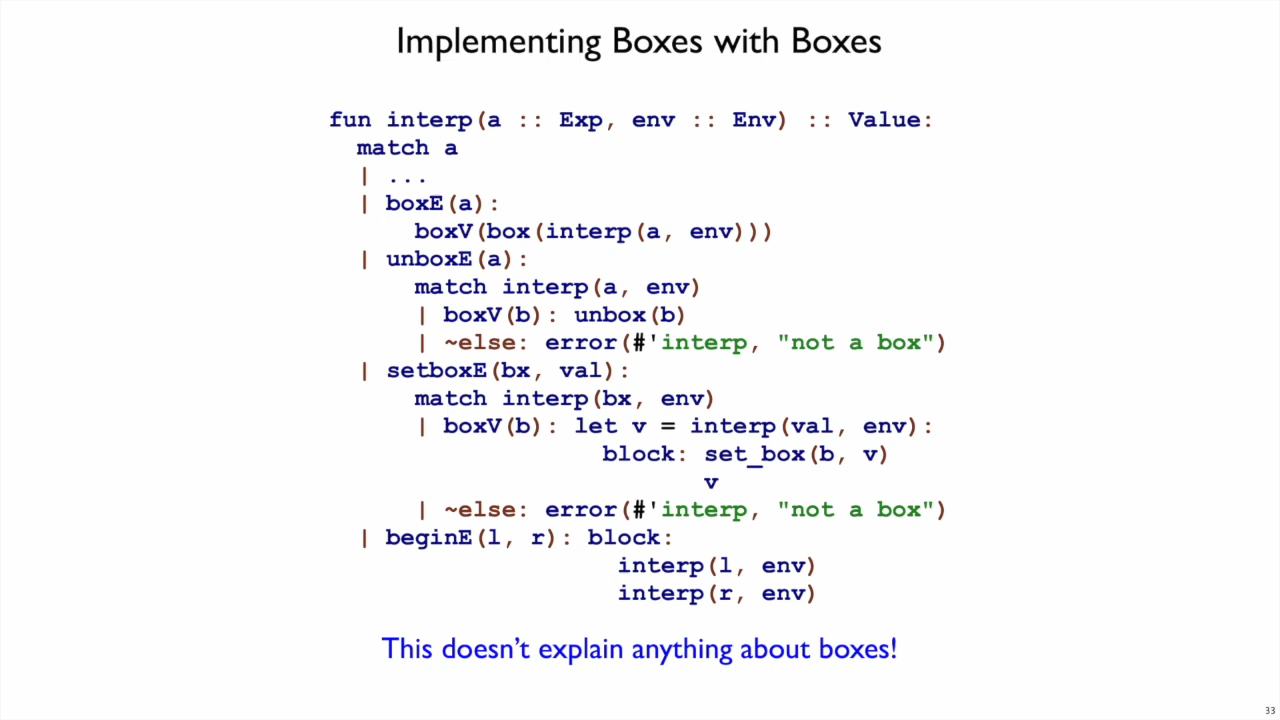 Implementing Boxes with Boxes
fun interp(a :: Exp, env :: Env) :: Value:
  match a
  | ...
  | boxE(a):
      boxV(box(interp(a, env)))
  | unboxE(a):
      match interp(a, env)
      | boxV(b): unbox(b)
      | ~else: error(#'interp, "not a box")
  | setboxE(bx, val):
      match interp(bx, env)
      | boxV(b): let v = interp(val, env):
                   block: set_box(b, v)
                          v
      | ~else: error(#'interp, "not a box")
  | beginE(l, r): block:
                    interp(l, env)
                    interp(r, env)
This doesn’t explain anything about boxes!
33